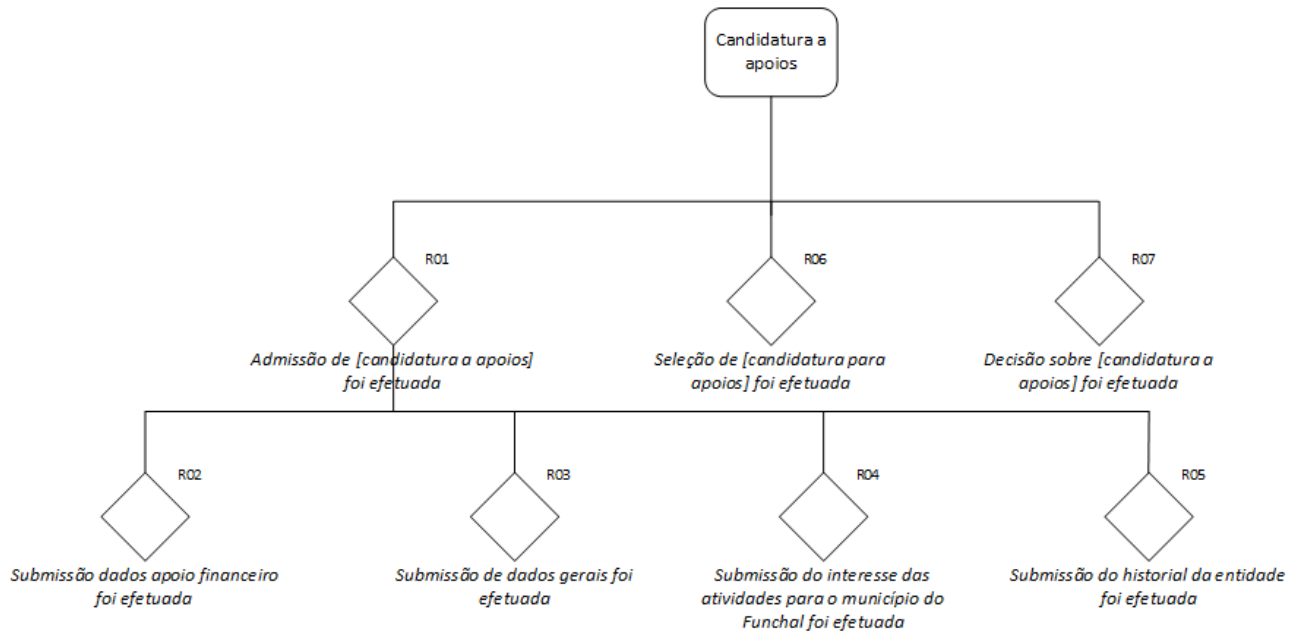 Candidatura a
apoios
R01
R06
R07
Admissão de [candidatura a apoios]
foi efetuada
Seleção de [candidatura para
apoios] foi efetuada
Decisão sobre [candidatura a
apoios] foi efetuada
R02
R03
R04
R05
Submissão dados apoio financeiro
foi efetuada
Submissão de dados gerais foi
efetuada
Submissão do interesse das
atividades para o município do
Funchal foi efetuada
Submissão do historial da entidade
foi efetuada